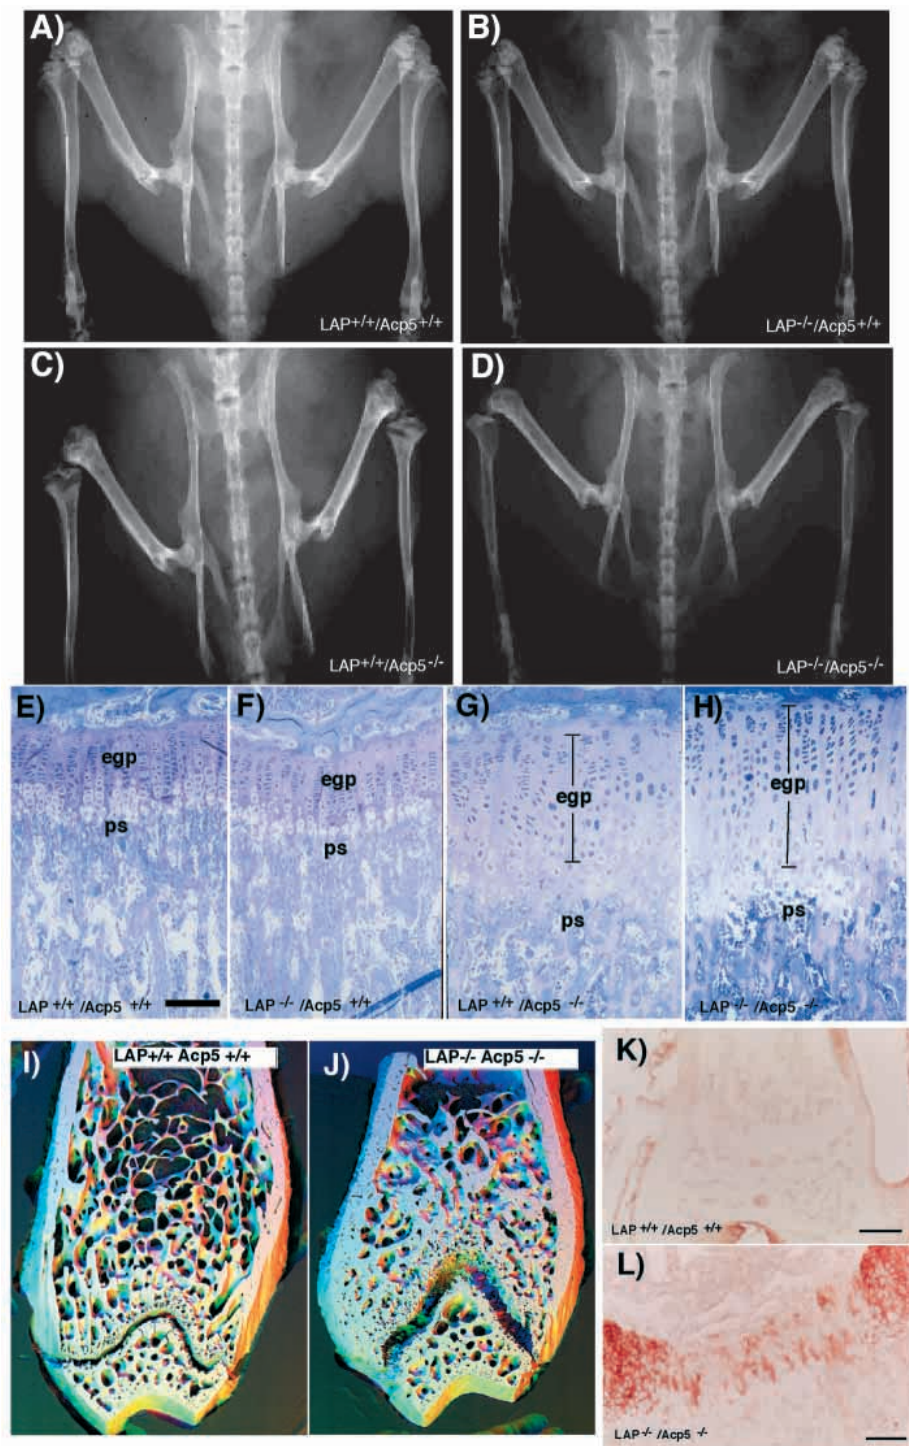 A)
B)
LAP+/+/Acp5+/+
LAP-/-/Acp5+/+
C)
D)
LAP+/+/Acp5-/-
LAP-/-/Acp5-/-
E)
F)
G)
H)
egp
egp
egp
egp
ps
ps
ps
ps
LAP +/+ /Acp5 +/+
LAP -/- /Acp5 +/+
LAP +/+ /Acp5 -/-
LAP -/- /Acp5 -/-
I)
LAP+/+ Acp5 +/+
J)
LAP-/- Acp5 -/-
K)
LAP +/+ /Acp5 +/+
L)
LAP -/- /Acp5 -/-